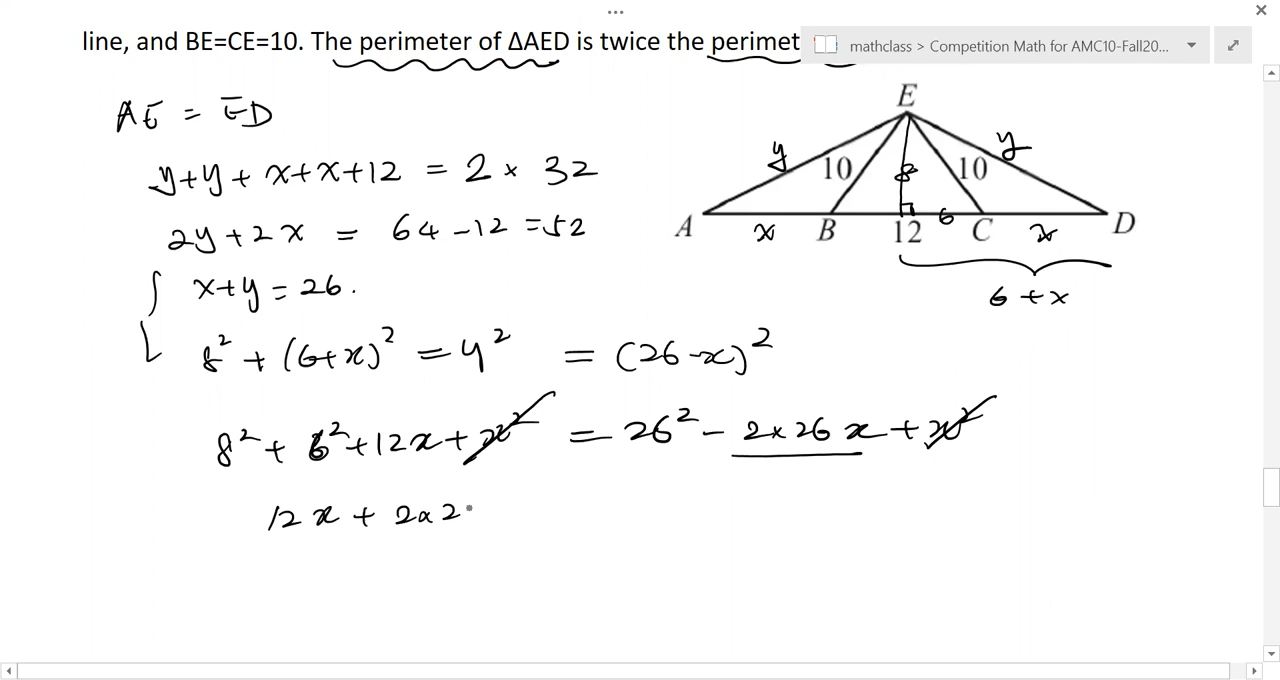 line, and BE=CE=10. The perimeter of ΔAED is twice the perimet
mathclass > Competition Math for AMC10-Fall20...
AE = ED
y+y + x+x+12 = 2 × 32
2y+2x = 64-12 =52
x+y = 26.
8² + (6+x)² = y² = (26-x)²
8² + 6² +12x+x² = 26² - 2×26 x + x²
12x + 2×2
E
y
10
8
10
y
A
x
B
12
6
C
x
D
6 + x